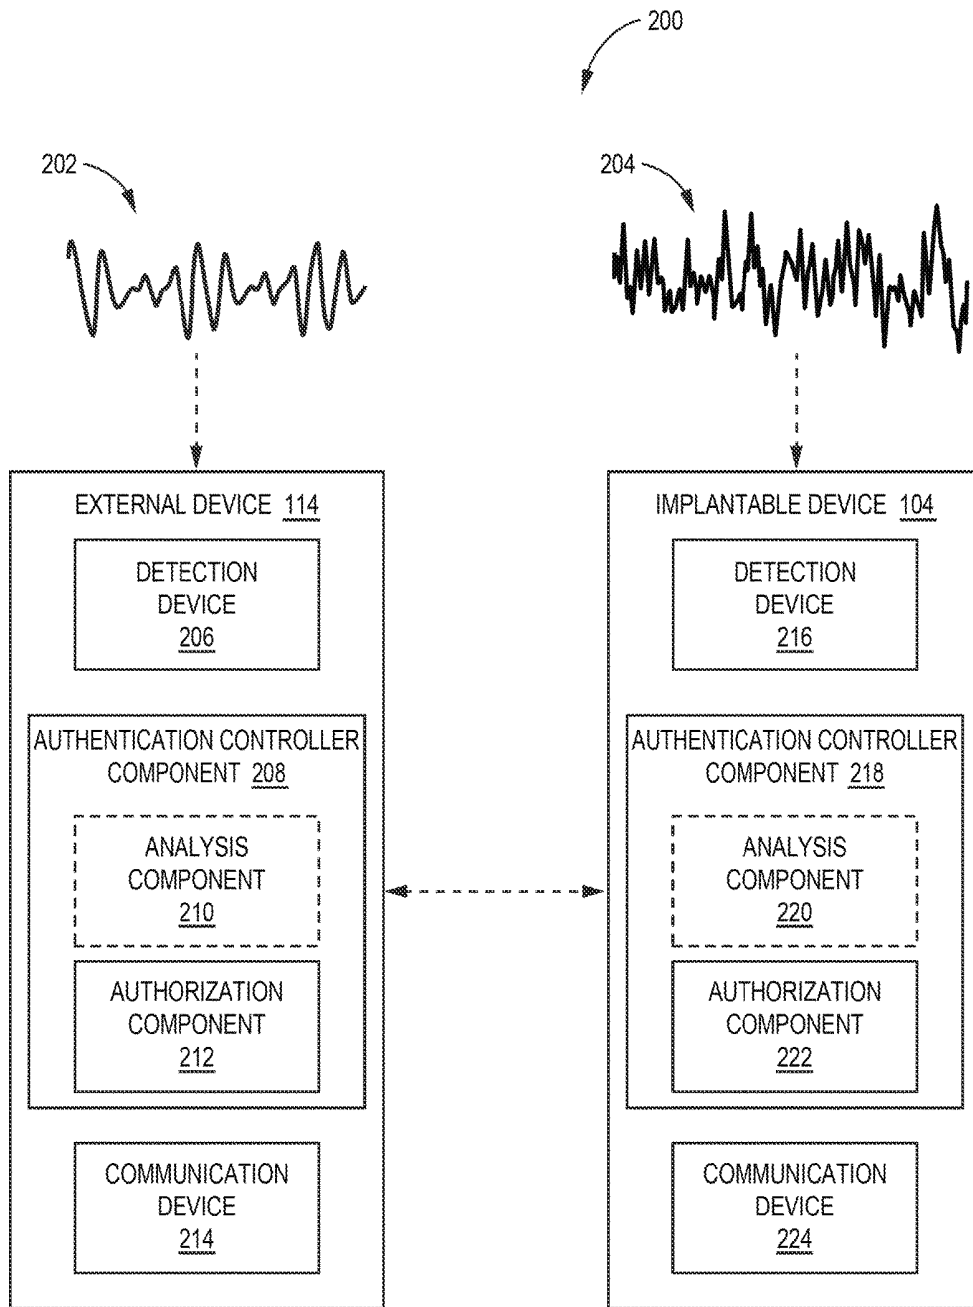 200
202
204
EXTERNAL DEVICE 114
DETECTION
DEVICE
206
AUTHENTICATION CONTROLLER
COMPONENT 208
ANALYSIS
COMPONENT
210
AUTHORIZATION
COMPONENT
212
COMMUNICATION
DEVICE
214
IMPLANTABLE DEVICE 104
DETECTION
DEVICE
216
AUTHENTICATION CONTROLLER
COMPONENT 218
ANALYSIS
COMPONENT
220
AUTHORIZATION
COMPONENT
222
COMMUNICATION
DEVICE
224